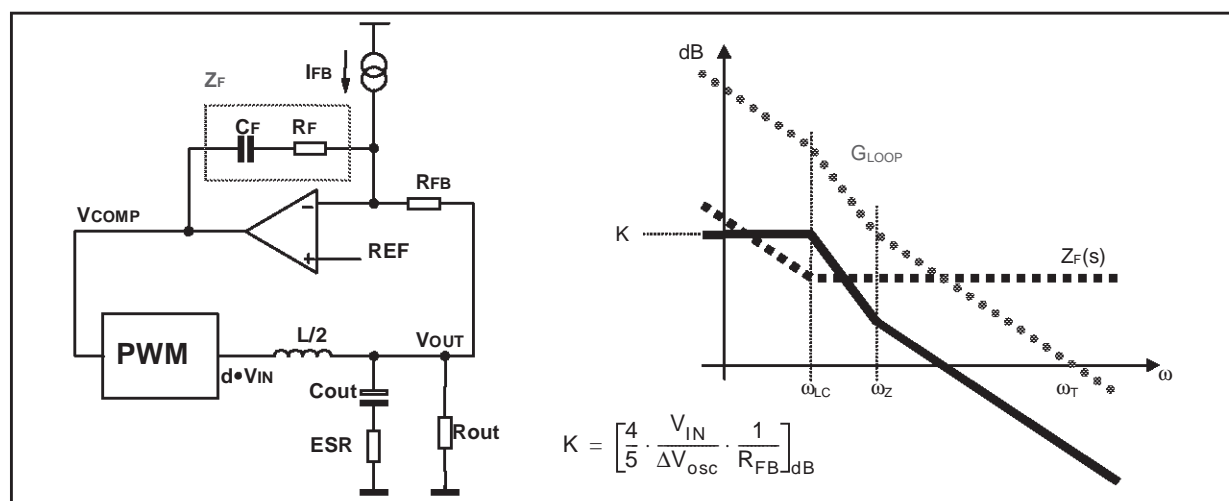 IFB
ZF
CF RF
RFB
VCOMP
REF
PWM
L/2
VOUT
d•VIN
Cout
ESR
Rout
dB
GLOOP
K
ZF(s)
ωLC ωZ ωT ω
K = [4/5 · VIN/ΔVosc · 1/RFB]dB